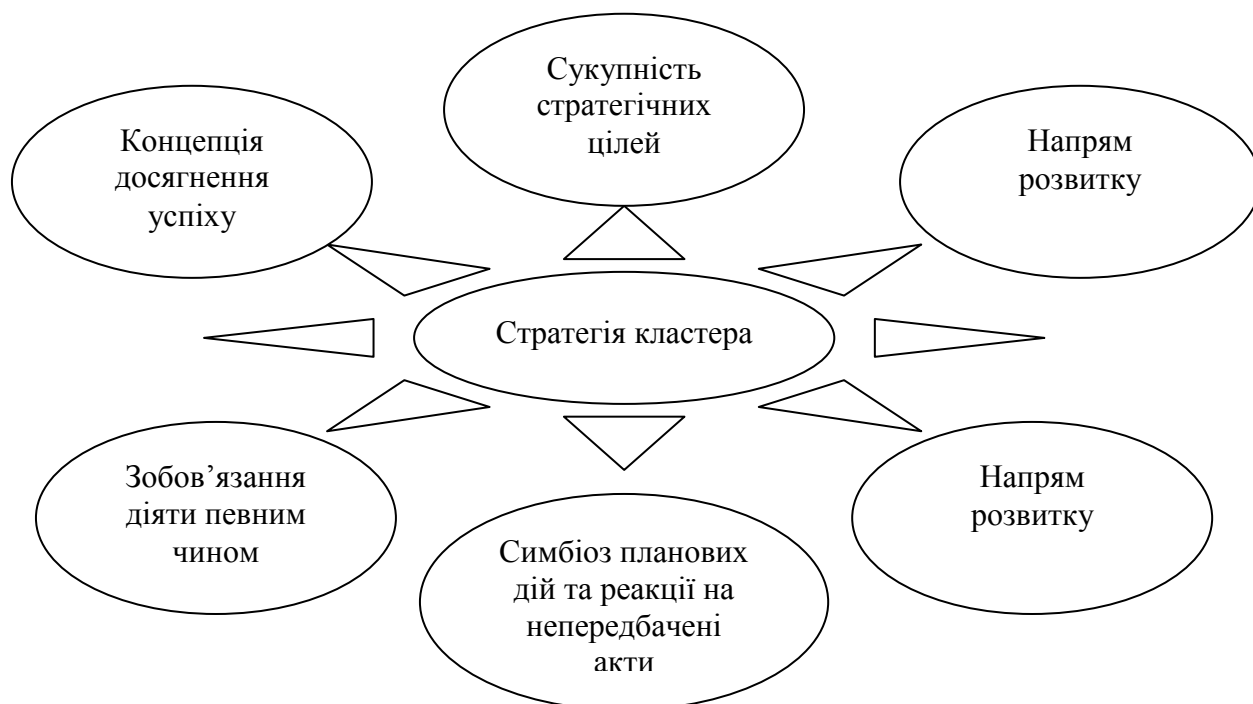 Сукупність
стратегічних
цілей
Концепція
досягнення
успіху
Напрям
розвитку
Стратегія кластера
Зобов’язання
діяти певним
чином
Симбіоз планових
дій та реакції на
непередбачені
акти
Напрям
розвитку